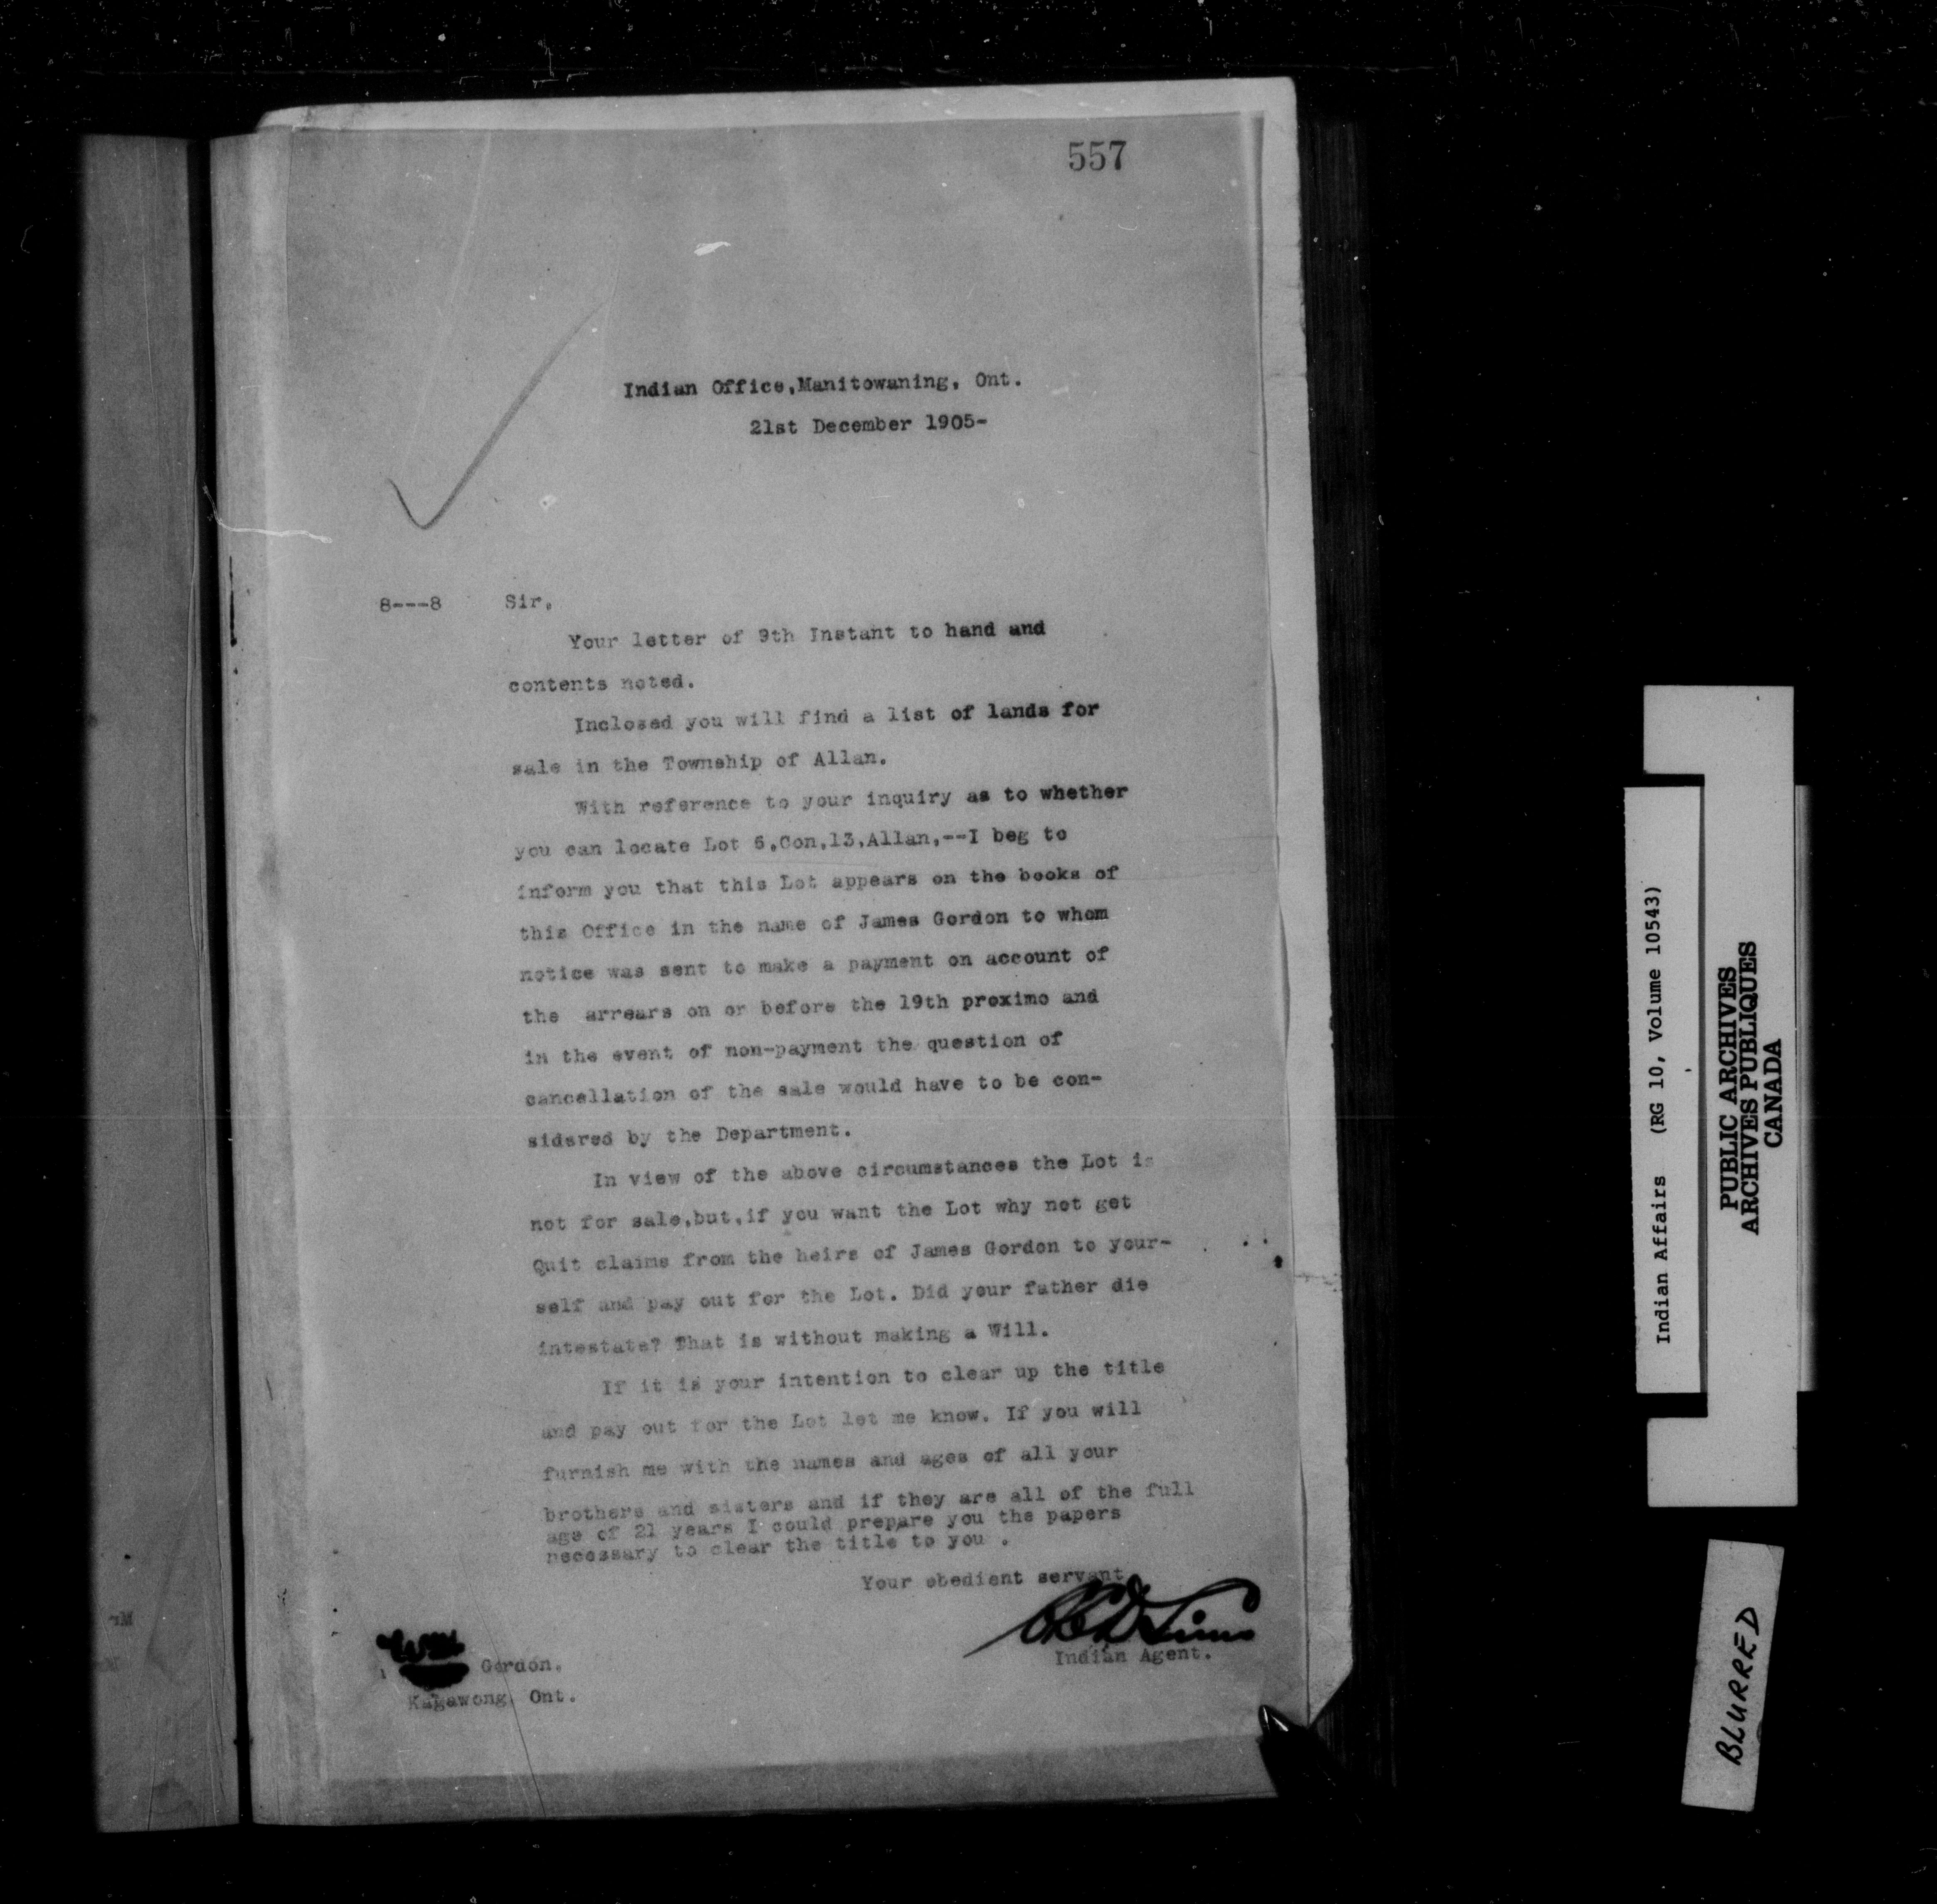 557
Indian Office,Manitowaning, Ont.
21st December 1905-
8---8 Sir,
Your letter of 9th Instant to hand and
contents noted.
Inclosed you will find a list of lands for
sale in the Township of Allan.
With reference to your inquiry as to whether
you can locate Lot 6,Con,13,Allan,--I beg to
inform you that this Lot appears on the books of
this Office in the name of James Gordon to whom
notice was sent to make a payment on account of
the arrears on or before the 19th proximo and
in the event of non-payment the question of
cancellation of the sale would have to be con-
sidered by the Department.
In view of the above circumstances the Lot is
not for sale,but,if you want the Lot why not get
Quit claims from the heirs of James Gordon to your-
self and pay out for the Lot. Did your father die
intestate? That is without making a Will.
If it is your intention to clear up the title
and pay out for the Lot let me know. If you will
furnish me with the names and ages of all your
brothers and sisters and if they are all of the full
age of 21 years I could prepare you the papers
necessary to clear the title to you .
Your obedient servant
Indian Agent.
Gordon,
Kagawong, Ont.
Indian Affairs (RG 10, Volume 10543)
PUBLIC ARCHIVES
ARCHIVES PUBLIQUES
CANADA
BLURRED